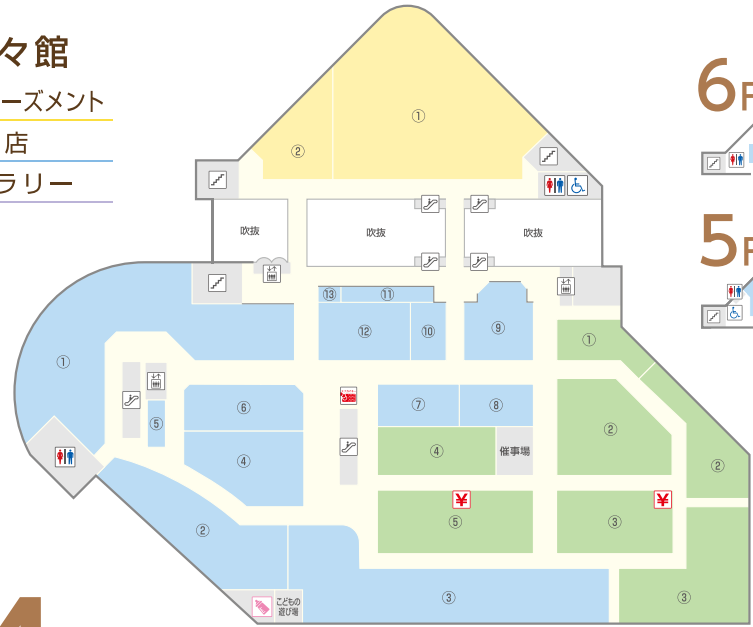 々館
ーズメント
店
ラリー
6F
5F
①
②
吹抜
吹抜
吹抜
⑬
⑪
⑫
⑩
⑨
①
①
⑤
⑥
⑦
⑧
②
④
④
催事場
②
¥
¥
②
⑤
③
③
こどもの
遊び場
③
4